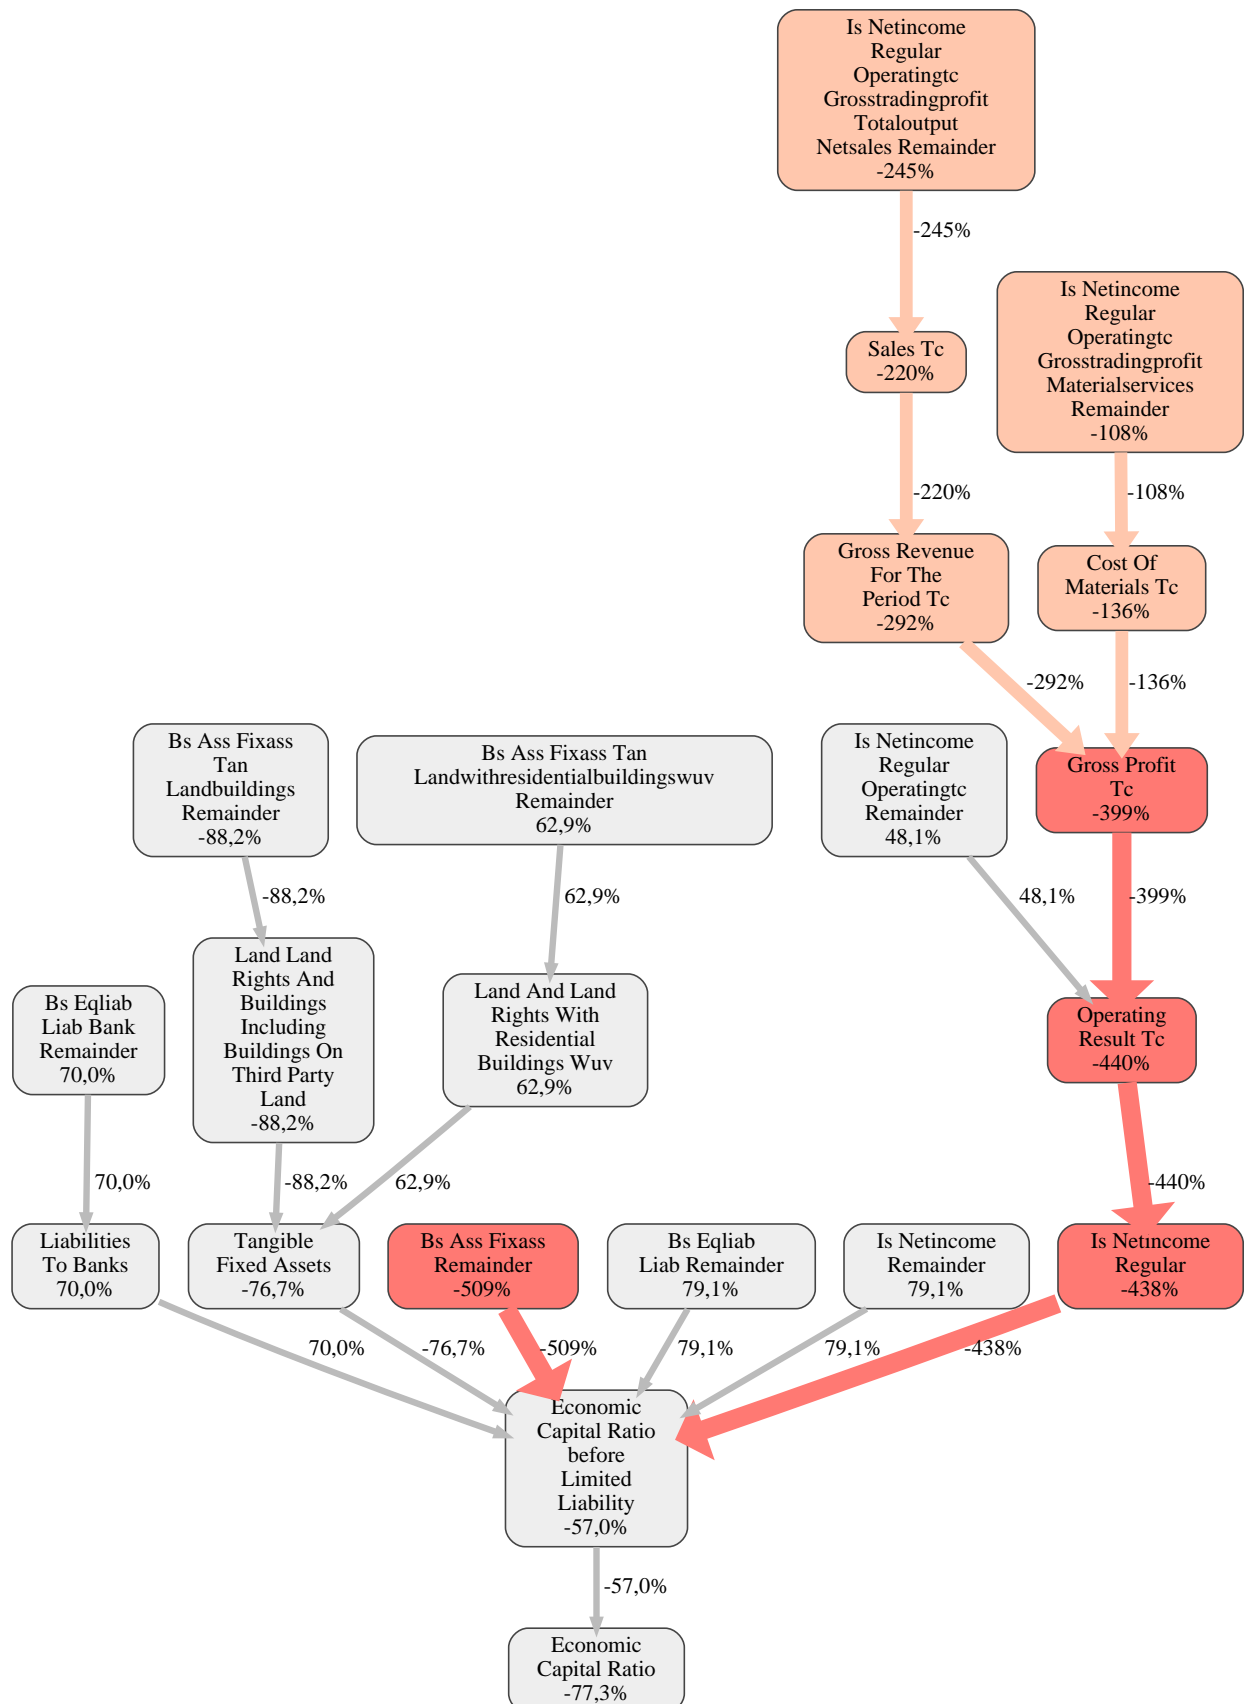 Is Netincome
Regular
Operatingtc
Grosstradingprofit
Totaloutput
Netsales Remainder
-245%
-245%
Is Netincome
Regular
Operatingtc
Grosstradingprofit
Materialservices
Remainder
-108%
Sales Tc
-220%
-220%
-108%
Gross Revenue
For The
Period Tc
-292%
Cost Of
Materials Tc
-136%
-292%
-136%
Bs Ass Fixass
Tan
Landbuildings
Remainder
-88,2%
Bs Ass Fixass Tan
Landwithresidentialbuildingswuv
Remainder
62,9%
Is Netincome
Regular
Operatingtc
Remainder
48,1%
Gross Profit
Tc
-399%
-88,2%
62,9%
48,1%
-399%
Bs Eqliab
Liab Bank
Remainder
70,0%
Land Land
Rights And
Buildings
Including
Buildings On
Third Party
Land
-88,2%
Land And Land
Rights With
Residential
Buildings Wuv
62,9%
Operating
Result Tc
-440%
70,0%
-88,2%
62,9%
-440%
Liabilities
To Banks
70,0%
Tangible
Fixed Assets
-76,7%
Bs Ass Fixass
Remainder
-509%
Bs Eqliab
Liab Remainder
79,1%
Is Netincome
Remainder
79,1%
Is Netincome
Regular
-438%
70,0%
-76,7%
-509%
79,1%
79,1%
-438%
Economic
Capital Ratio
before
Limited
Liability
-57,0%
-57,0%
Economic
Capital Ratio
-77,3%